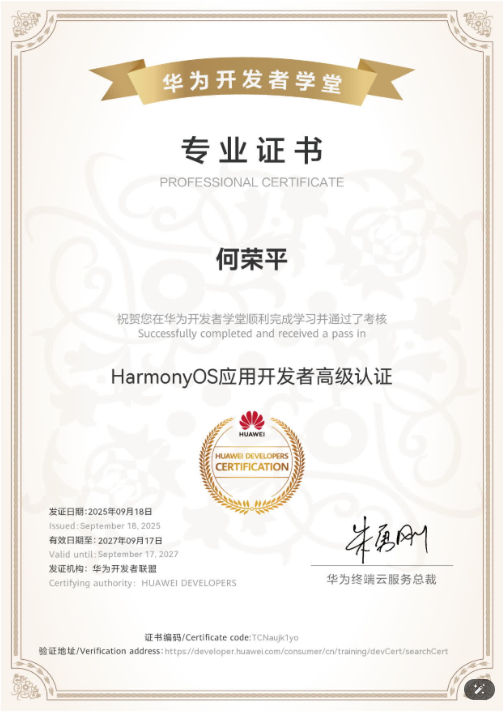 华为开发者学堂
专业证书
PROFESSIONAL CERTIFICATE
何荣平
祝贺您在华为开发者学堂顺利完成学习并通过了考核
Successfully completed and received a pass in
HarmonyOS应用开发者高级认证
HUAWEI
HUAWEI DEVELOPERS
CERTIFICATION
发证日期:2025年09月18日
Issued:September 18, 2025
有效日期至: 2027年09月17日
Valid until:September 17, 2027
发证机构: 华为开发者联盟
Certifying authority: HUAWEI DEVELOPERS
朱勇刚
华为终端云服务总裁
证书编码/Certificate code:TCNaujk1yo
验证地址/Verification address: https://developer.huawei.com/consumer/cn/training/devCert/searchCert